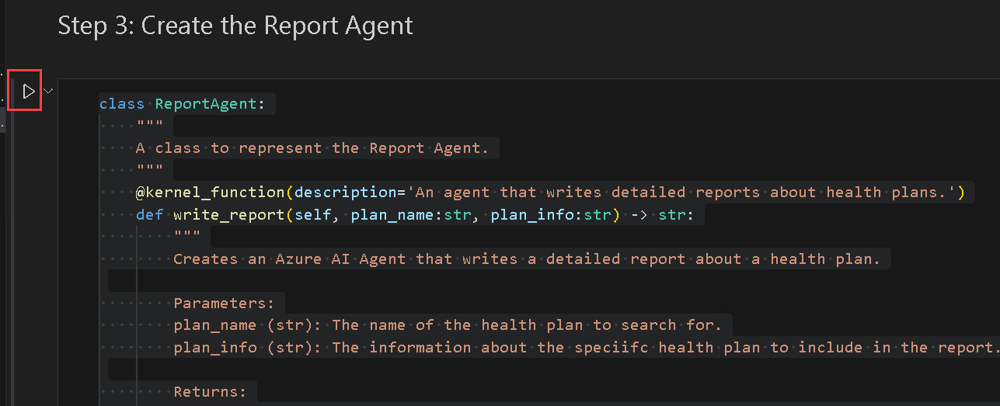 Step 3: Create the Report Agent
class ReportAgent:
"""
A class to represent the Report Agent.
"""
@kernel_function(description='An agent that writes detailed reports about health plans.')
def write_report(self, plan_name:str, plan_info:str) -> str:
"""
Creates an Azure AI Agent that writes a detailed report about a health plan.
Parameters:
plan_name (str): The name of the health plan to search for.
plan_info (str): The information about the speciifc health plan to include in the report.
Returns: